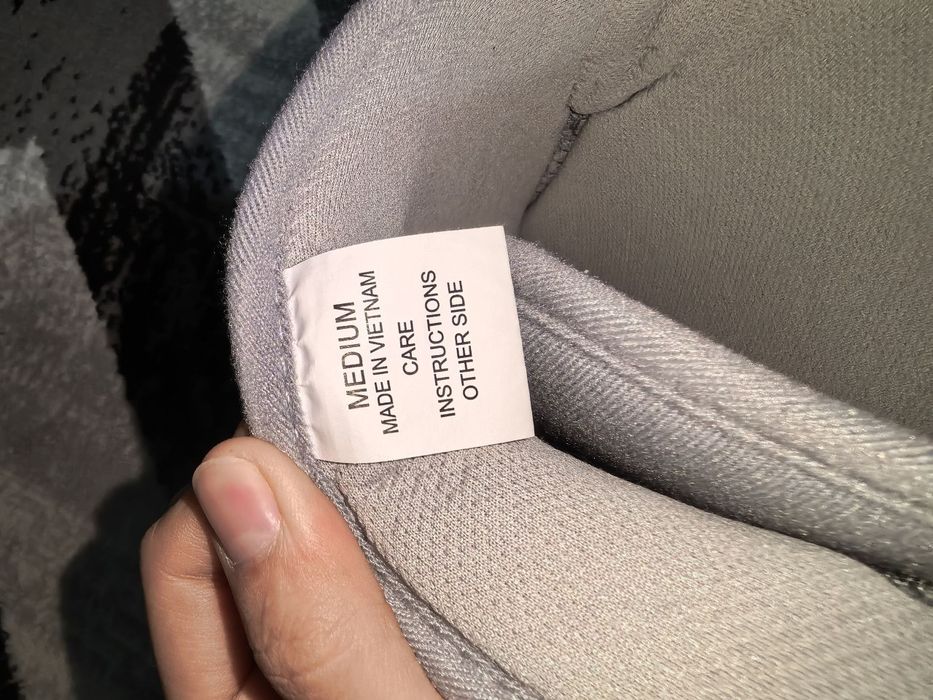 MEDIUM
MADE IN VIETNAM
CARE
INSTRUCTIONS
OTHER SIDE